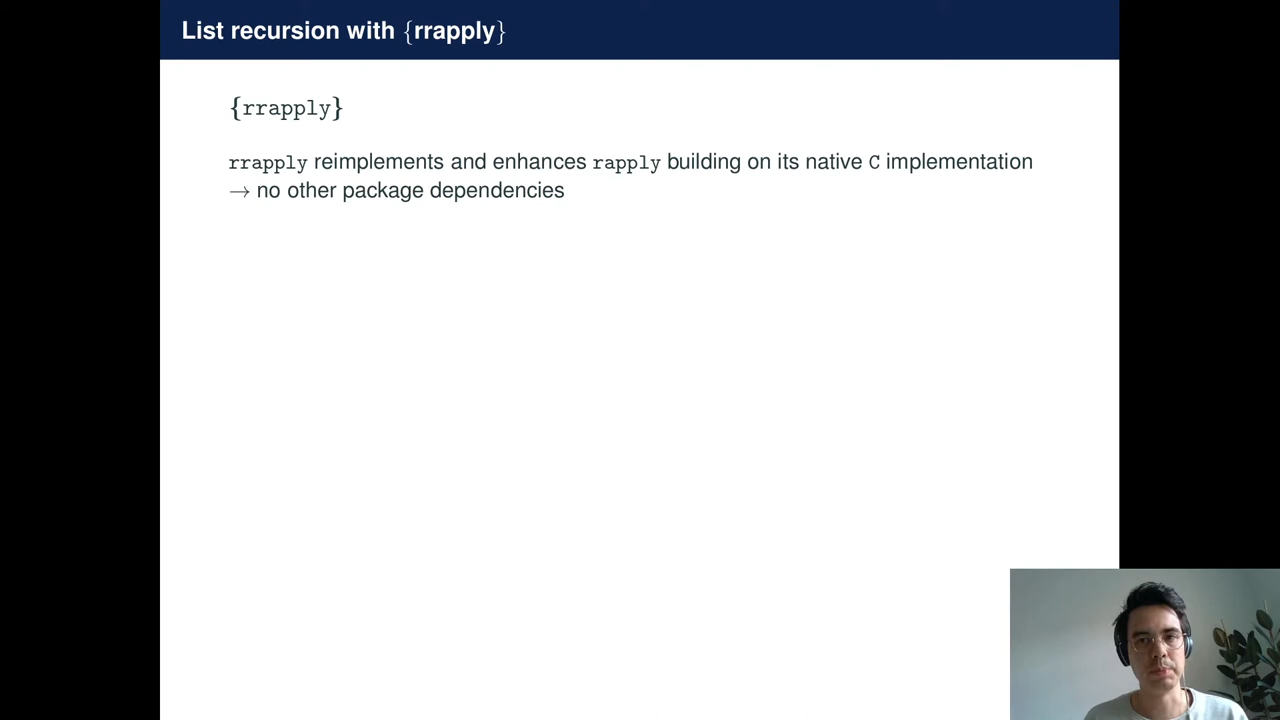 List recursion with {rrapply}
{rrapply}
rrapply reimplements and enhances rapply building on its native C implementation
→ no other package dependencies